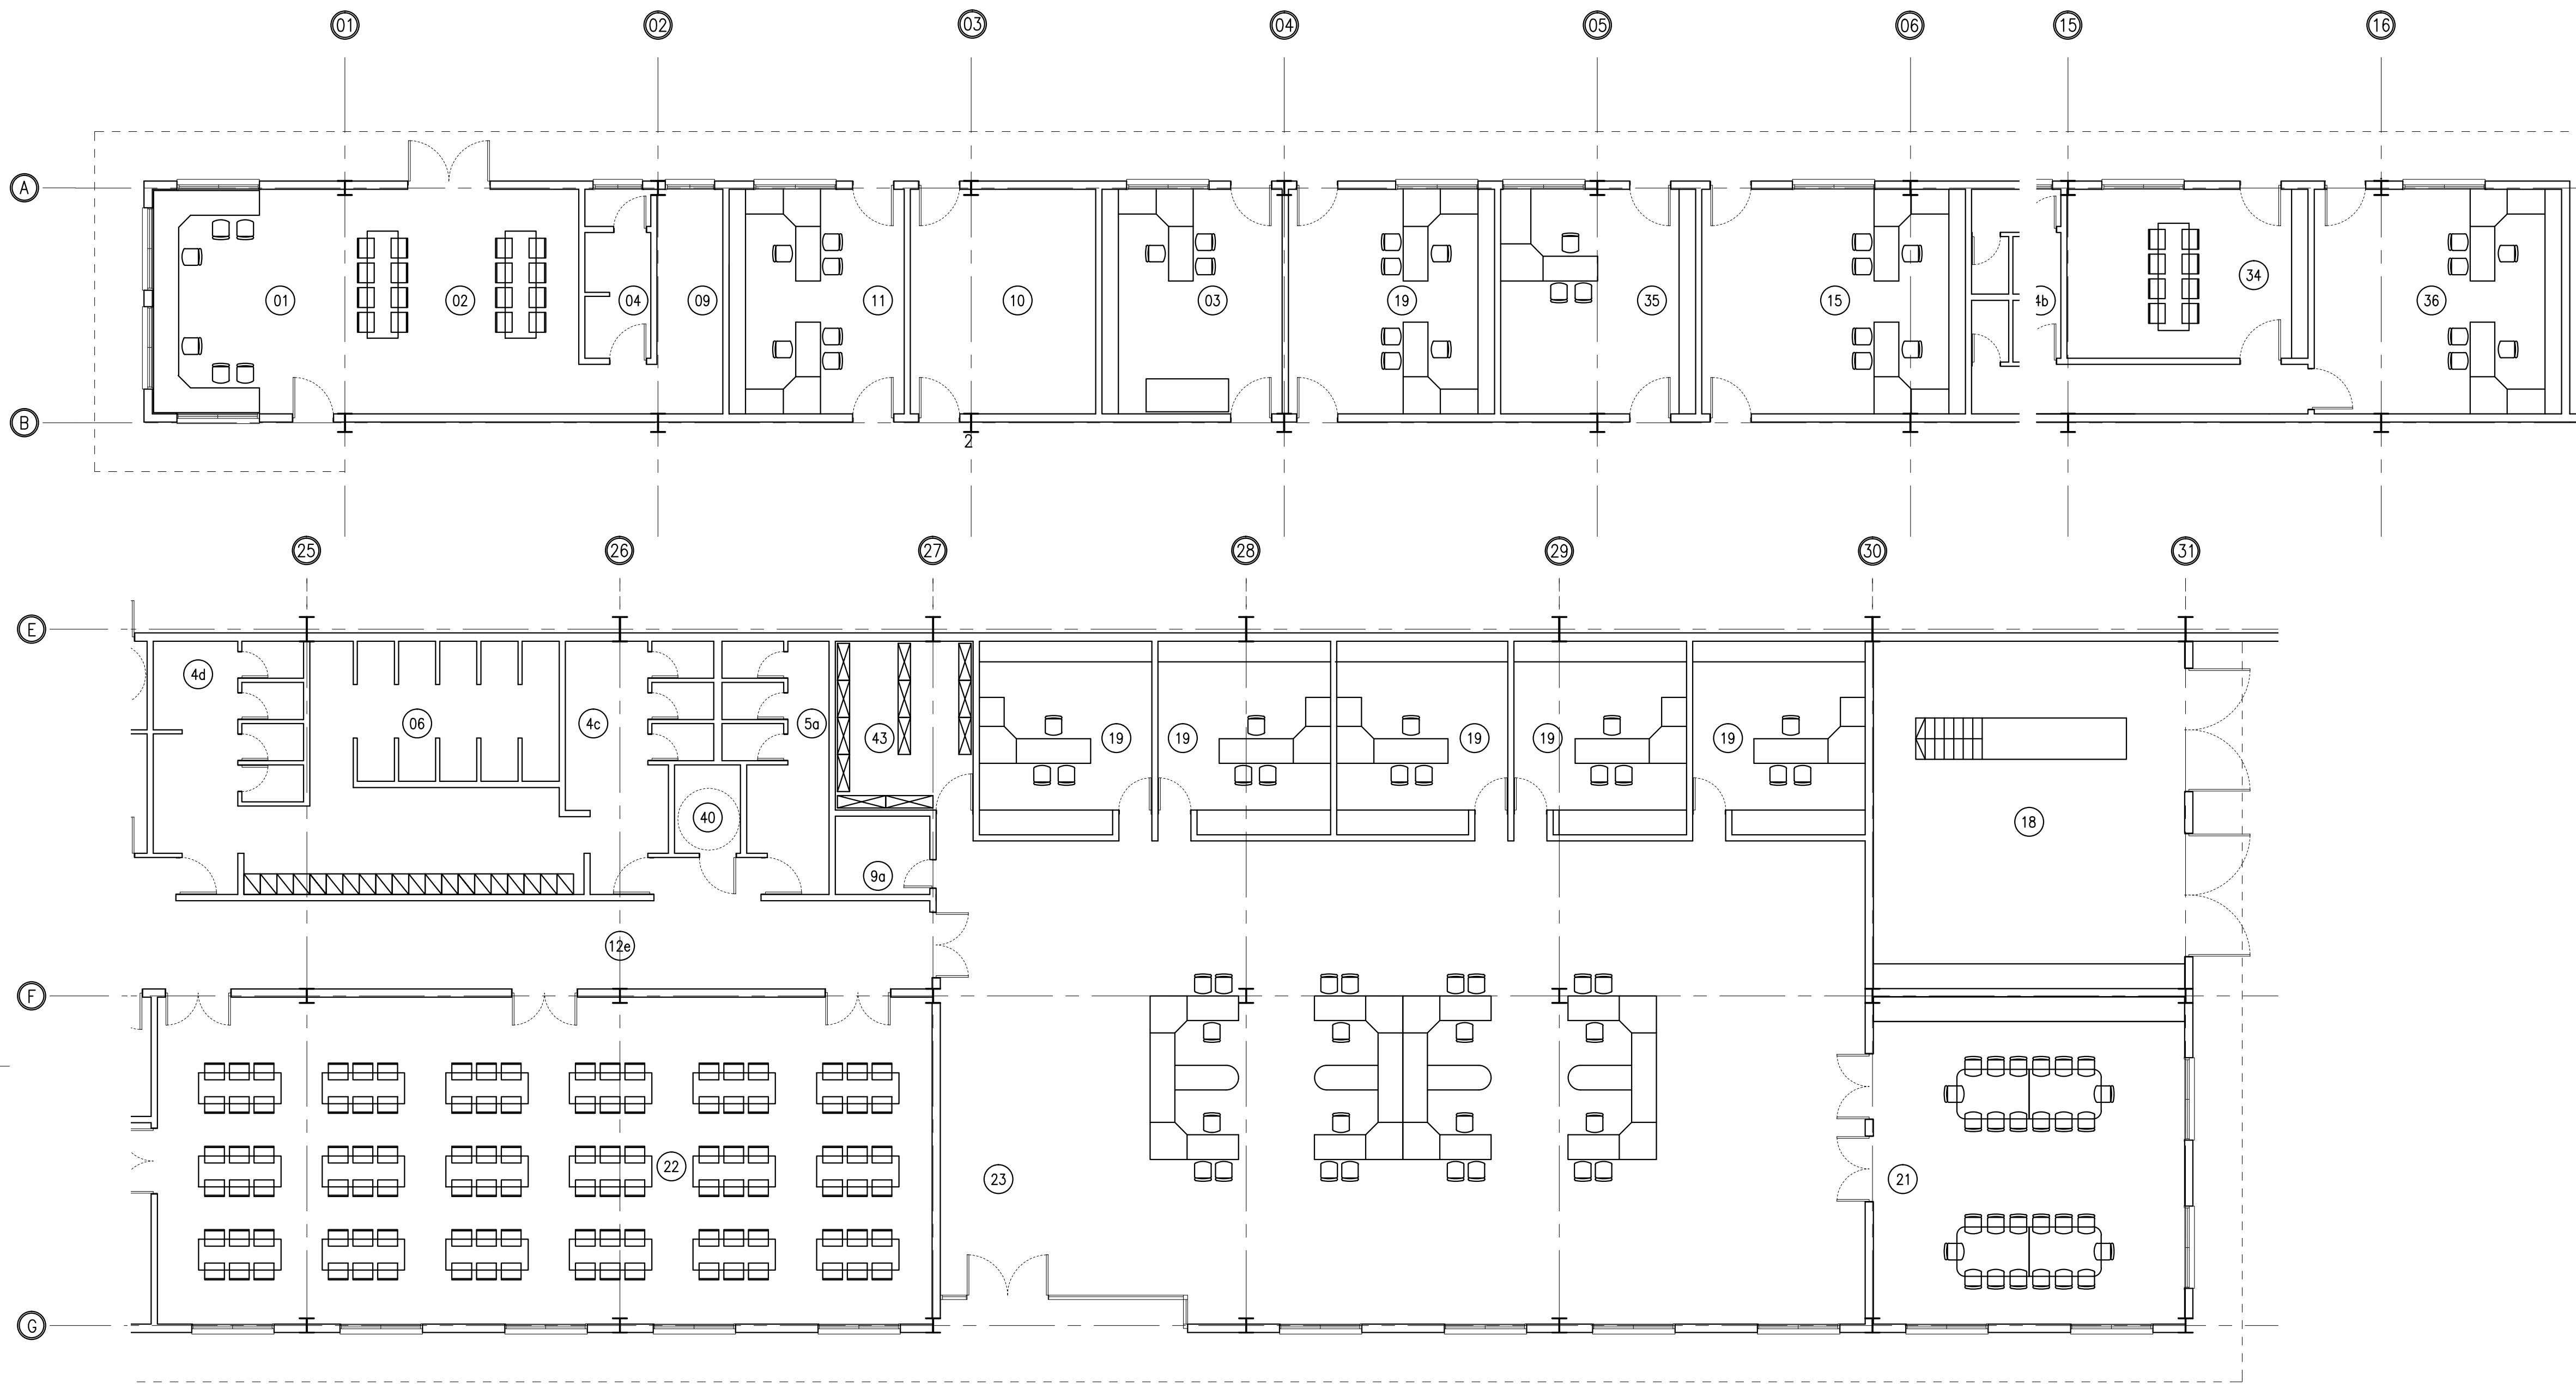 01 02 03 04 05 06 15 16
A
01 02 04 09 11 10 03 19 35 15 4b 34 36
B
2
25 26 27 28 29 30 31
E
4d 06 4c 5a 43 19 19 19 19 19
40 18
9a
12e
F
22 23 21
G